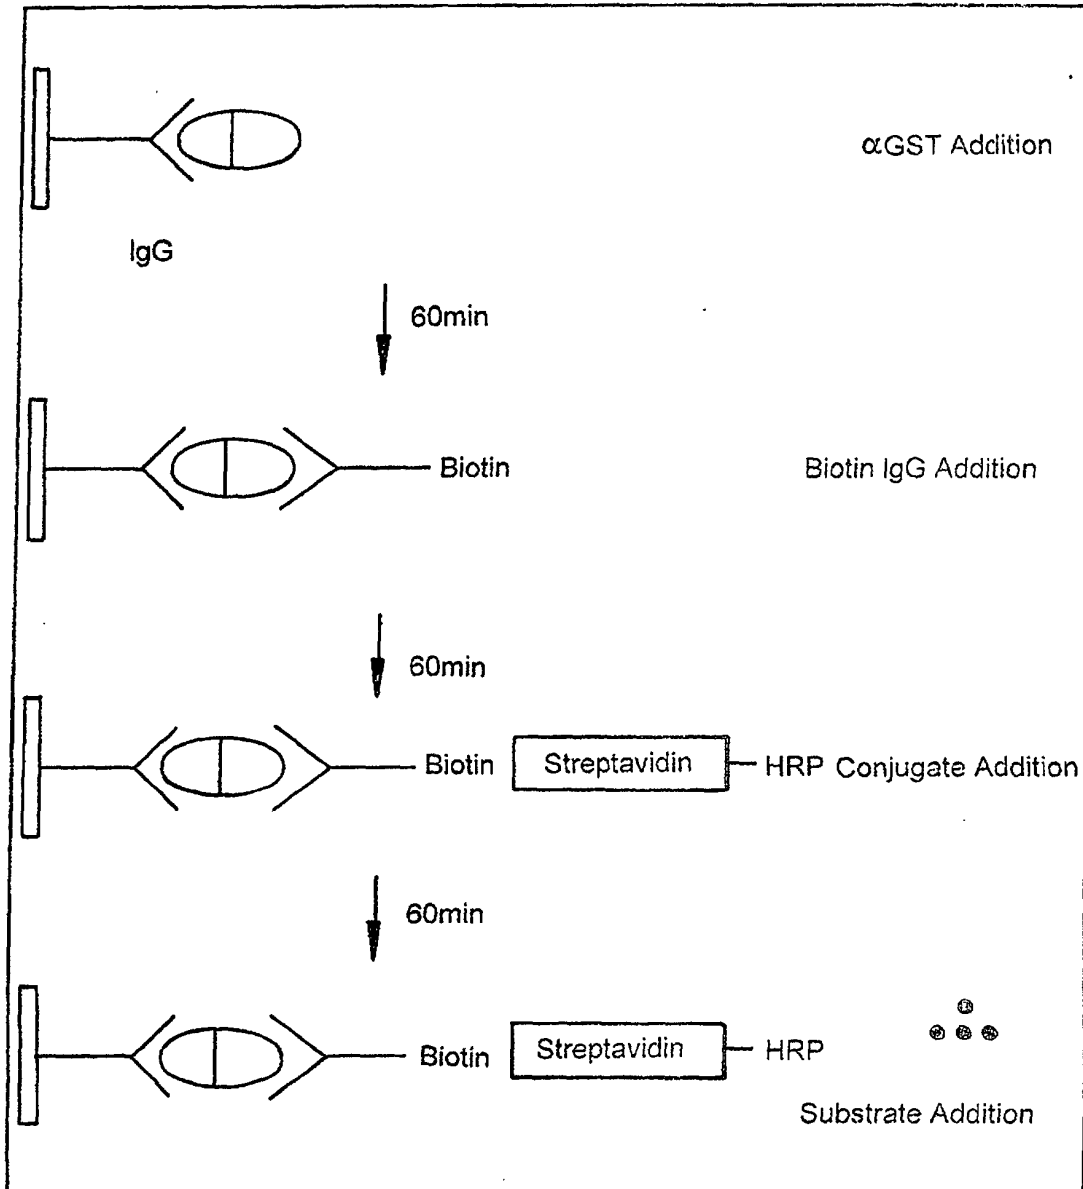 αGST Addition
IgG
60min
Biotin
Biotin IgG Addition
60min
Biotin Streptavidin HRP Conjugate Addition
60min
Biotin Streptavidin HRP
Substrate Addition